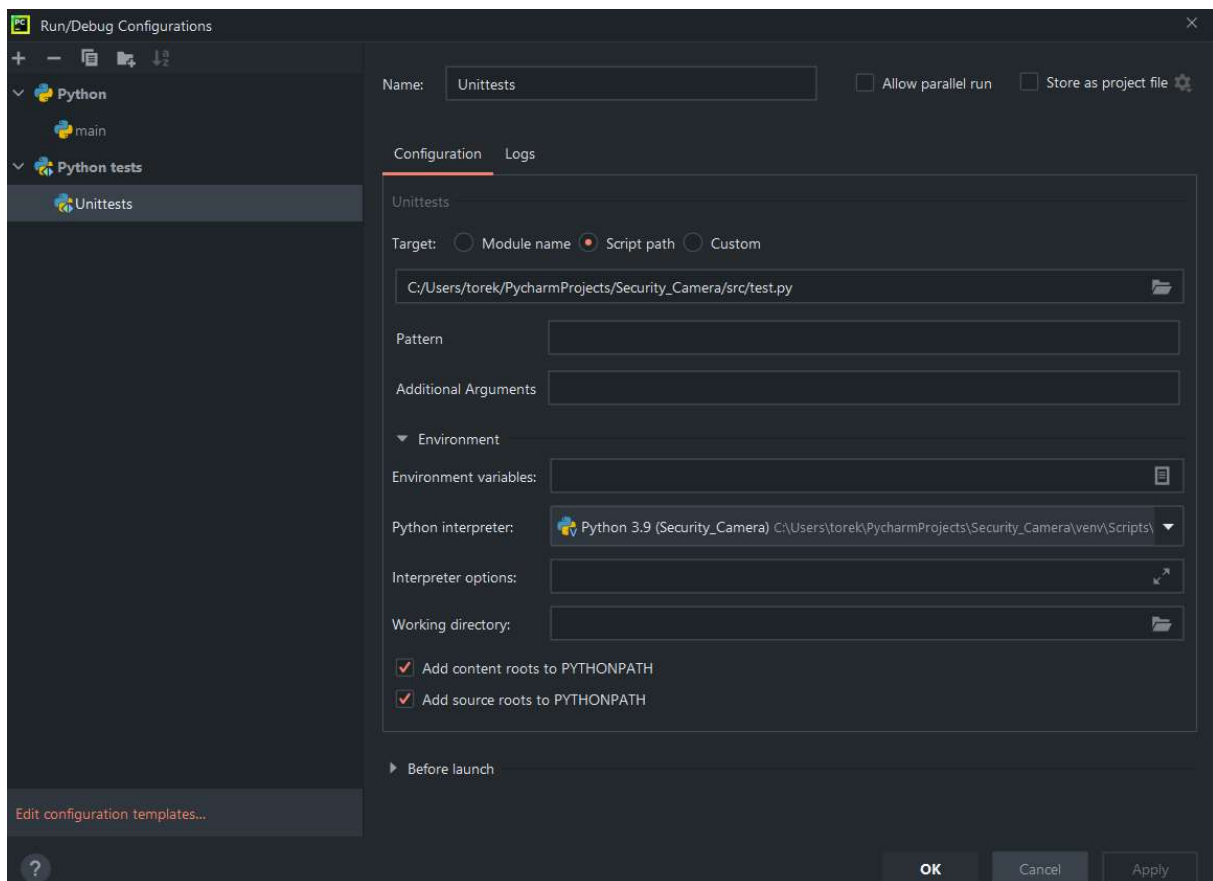 Run/Debug Configurations
Python
main
Python tests
Unittests
Edit configuration templates...
Name: Unittests Allow parallel run Store as project file
Configuration Logs
Unittests
Target: Module name Script path Custom
C:/Users/torek/PycharmProjects/Security_Camera/src/test.py
Pattern
Additional Arguments
Environment
Environment variables:
Python interpreter: Python 3.9 (Security_Camera) C:\Users\torek\PycharmProjects\Security_Camera\venv\Scripts\
Interpreter options:
Working directory:
Add content roots to PYTHONPATH
Add source roots to PYTHONPATH
Before launch
? OK Cancel Apply